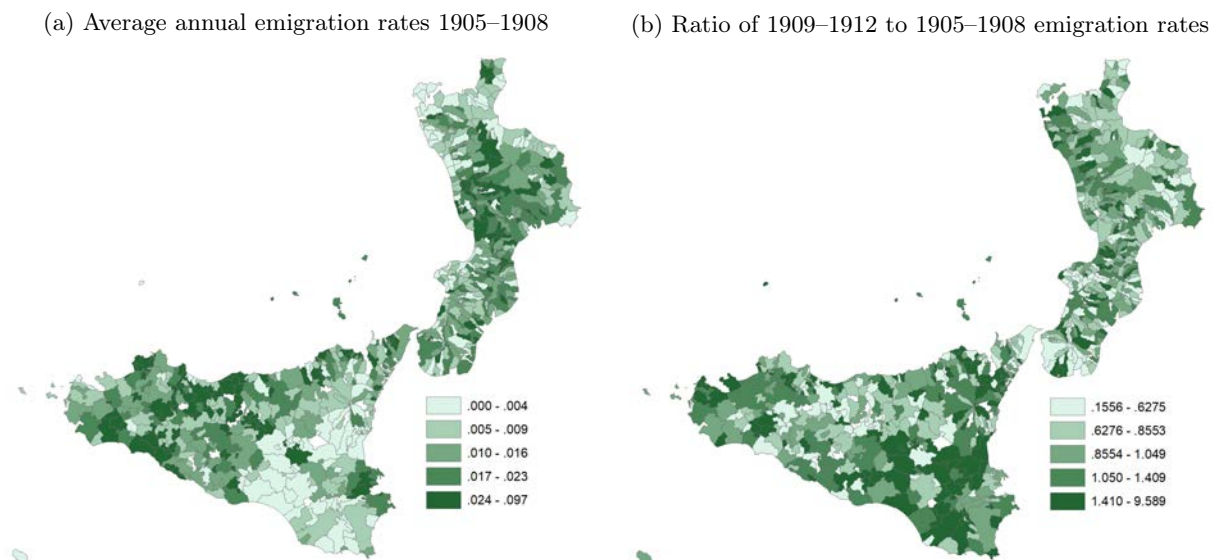 (a) Average annual emigration rates 1905–1908
(b) Ratio of 1909–1912 to 1905–1908 emigration rates
.000 - .004
.005 - .009
.010 - .016
.017 - .023
.024 - .097
.1556 - .6275
.6276 - .8553
.8554 - 1.049
1.050 - 1.409
1.410 - 9.589